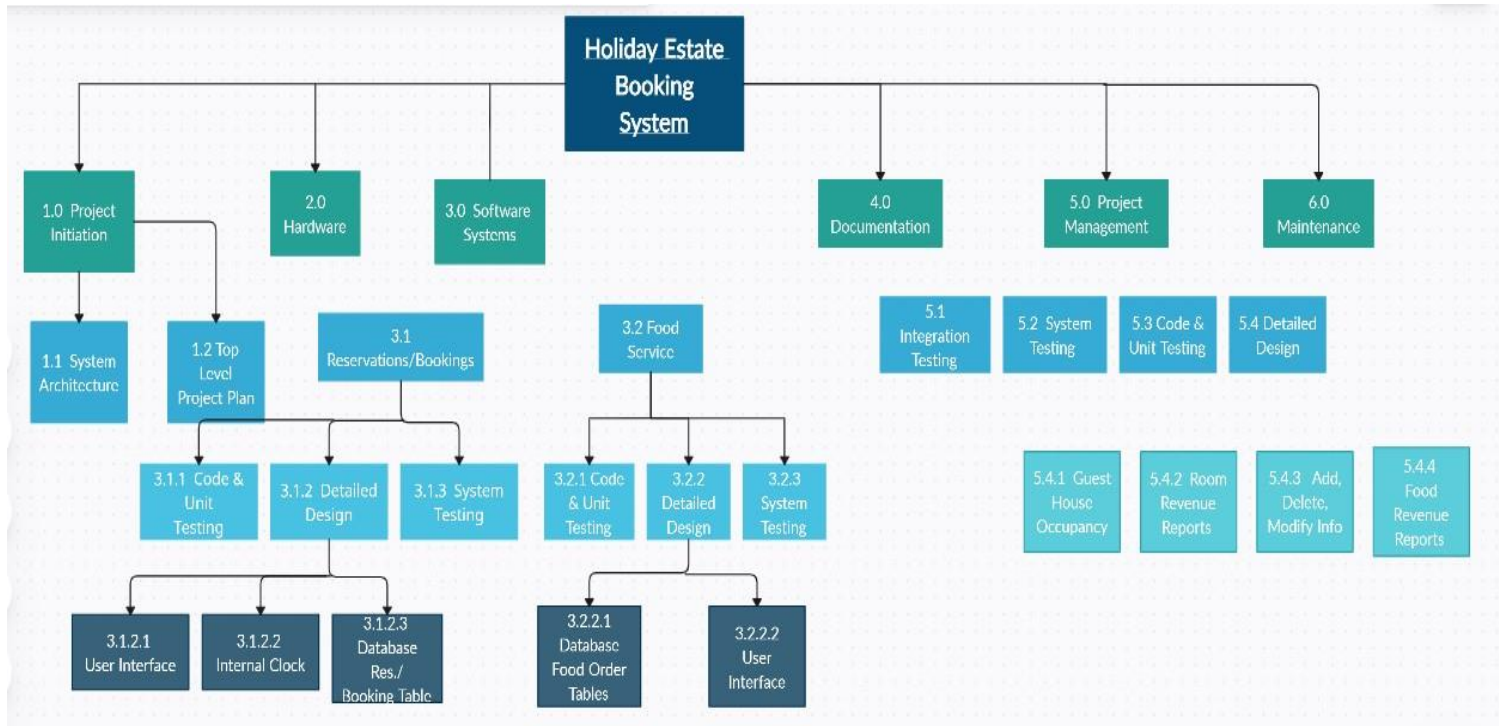 Holiday Estate
Booking
System
1.0 Project
Initiation
2.0
Hardware
3.0 Software
Systems
4.0
Documentation
5.0 Project
Management
6.0
Maintenance
1.1 System
Architecture
1.2 Top
Level
Project Plan
3.1
Reservations/Bookings
3.2 Food
Service
5.1
Integration
Testing
5.2 System
Testing
5.3 Code &
Unit Testing
5.4 Detailed
Design
3.1.1 Code &
Unit
Testing
3.1.2 Detailed
Design
3.1.3 System
Testing
3.2.1 Code
& Unit
Testing
3.2.2
Detailed
Design
3.2.3
System
Testing
5.4.1 Guest
House
Occupancy
5.4.2 Room
Revenue
Reports
5.4.3 Add,
Delete,
Modify Info
5.4.4
Food
Revenue
Reports
3.1.2.1
User Interface
3.1.2.2
Internal Clock
3.1.2.3
Database
Res./
Booking Table
3.2.2.1
Database
Food Order
Tables
3.2.2.2
User
Interface